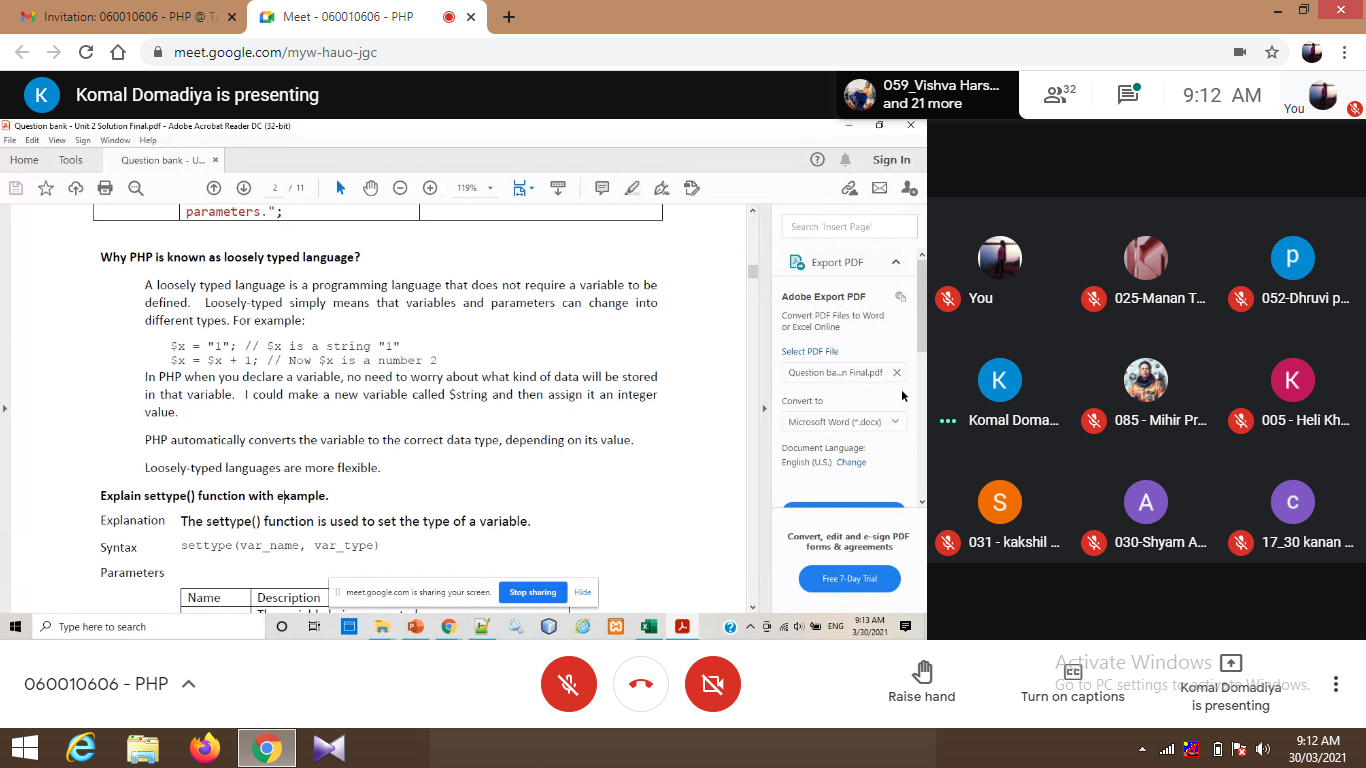 Invitation: 060010606 - PHP @ T
Meet - 060010606 - PHP
meet.google.com/myw-hauo-jgc
K
Komal Domadiya is presenting
059_Vishva Hars...
and 21 more
32
9:12 AM
You
Question bank - Unit 2 Solution Final.pdf - Adobe Acrobat Reader DC (32-bit)
File Edit View Sign Window Help
Home Tools Question bank - U... Sign In
2 / 11 119%
parameters.";
Why PHP is known as loosely typed language?
A loosely typed language is a programming language that does not require a variable to be
defined. Loosely-typed simply means that variables and parameters can change into
different types. For example:
$x = "1"; // $x is a string "1"
$x = $x + 1; // Now $x is a number 2
In PHP when you declare a variable, no need to worry about what kind of data will be stored
in that variable. I could make a new variable called $string and then assign it an integer
value.
PHP automatically converts the variable to the correct data type, depending on its value.
Loosely-typed languages are more flexible.
Explain settype() function with example.
Explanation The settype() function is used to set the type of a variable.
Syntax settype(var_name, var_type)
Parameters
Name Description
meet.google.com is sharing your screen. Stop sharing Hide
Search 'Insert Page'
Export PDF
Adobe Export PDF
Convert PDF Files to Word
or Excel Online
Select PDF File
Question ba...n Final.pdf
Convert to
Microsoft Word (*.docx)
Document Language:
English (U.S.) Change
Convert, edit and e-sign PDF
forms & agreements
Free 7-Day Trial
Type here to search
ENG
9:13 AM
3/30/2021
You
025-Manan T...
p
052-Dhruvi p...
K
Komal Doma...
085 - Mihir Pr...
K
005 - Heli Kh...
S
031 - kakshil ...
A
030-Shyam A...
c
17_30 kanan ...
060010606 - PHP
Raise hand
Turn on captions
Komal Domadiya
is presenting
Activate Windows
Go to PC settings to activate Windows.
9:12 AM
30/03/2021